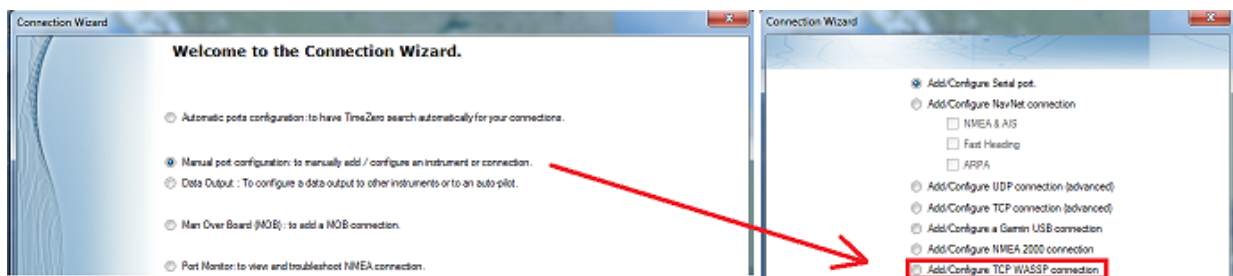 Connection Wizard
Welcome to the Connection Wizard.
Automatic ports configuration: to have TimeZero search automatically for your connections.
Manual port configuration: to manually add / configure an instrument or connection.
Data Output : To configure a data output to other instruments or to an auto-pilot.
Man Over Board (MOB) : to add a MOB connection.
Port Monitor: to view and troubleshoot NMEA connection.
Connection Wizard
Add/Configure Serial port.
Add/Configure NavNet connection
NMEA & AIS
Fast Heading
ARPA
Add/Configure UDP connection (advanced)
Add/Configure TCP connection (advanced)
Add/Configure a Garmin USB connection
Add/Configure NMEA 2000 connection
Add/Configure TCP WASSP connection